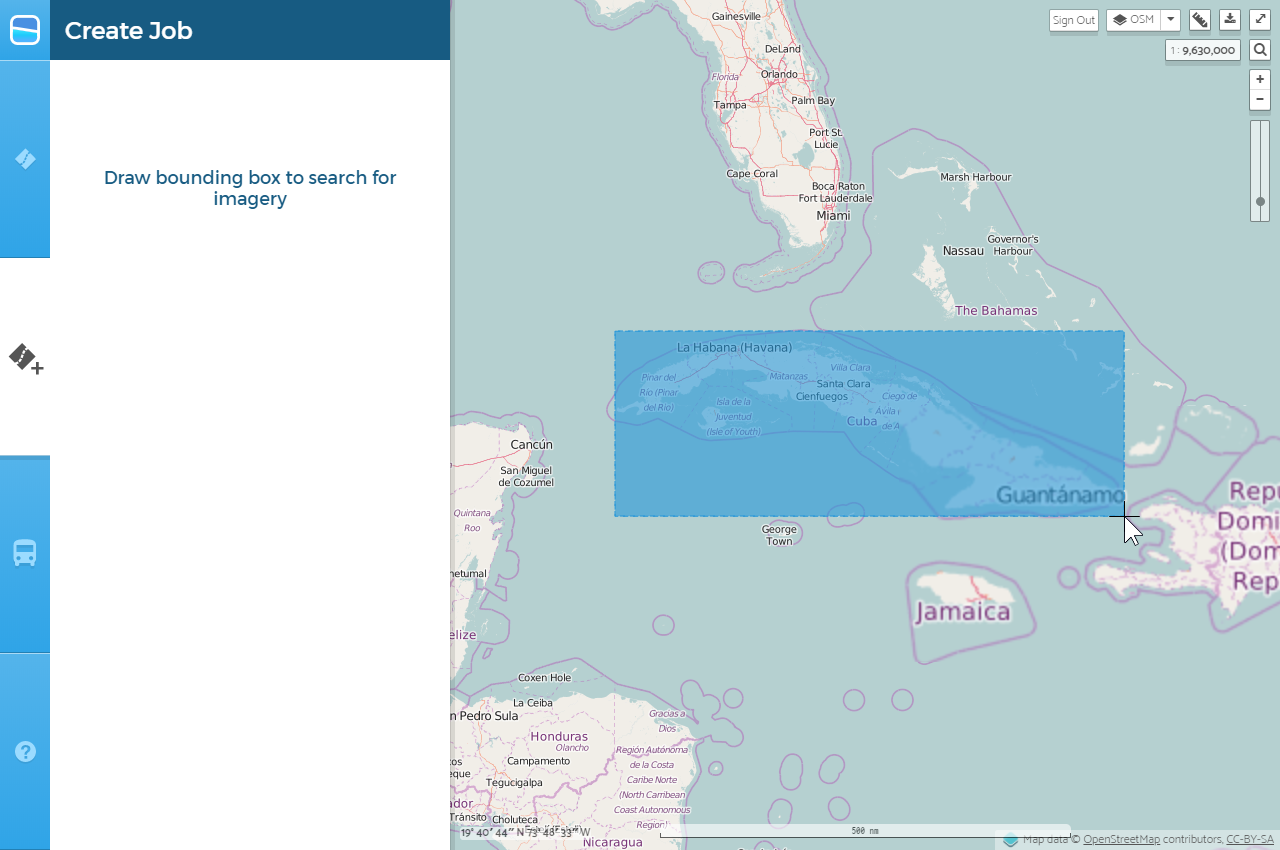 Create Job
Draw bounding box to search for
imagery
Sign Out
OSM
1 : 9,630,000
+
−
Gainesville
DeLand
Florida
Orlando
Tampa
Palm Bay
Port St.
Lucie
Cape Coral
Boca Raton
Fort Lauderdale
Miami
Marsh Harbour
Nassau
Governor's
Harbour
The Bahamas
La Habana (Havana)
Pinar del
Río (Pinar
del Rio)
Matanzas
Villa Clara
Santa Clara
Cienfuegos
Isla de la
Juventud
(Isle of Youth)
Ciego de
Ávila (
de A
Cuba
Guantánamo
Cancún
San Miguel
de Cozumel
Quintana
Roo
hetumal
elize
George
Town
Jamaica
Repu
Domi
(Dom
Rep
Coxen Hole
La Ceiba
n Pedro Sula
Gracias a
Dios
Honduras
Olancho
Campamento
Tegucigalpa
cos
eque
ador
Tránsito
Choluteca
Región Autónoma
de la Costa
Caribe Norte
(North Carribean
Coast Autonomous
Region)
Nicaragua
19° 40′ 44″ N 73° 48′ 33″ W
500 nm
Map data © OpenStreetMap contributors, CC-BY-SA